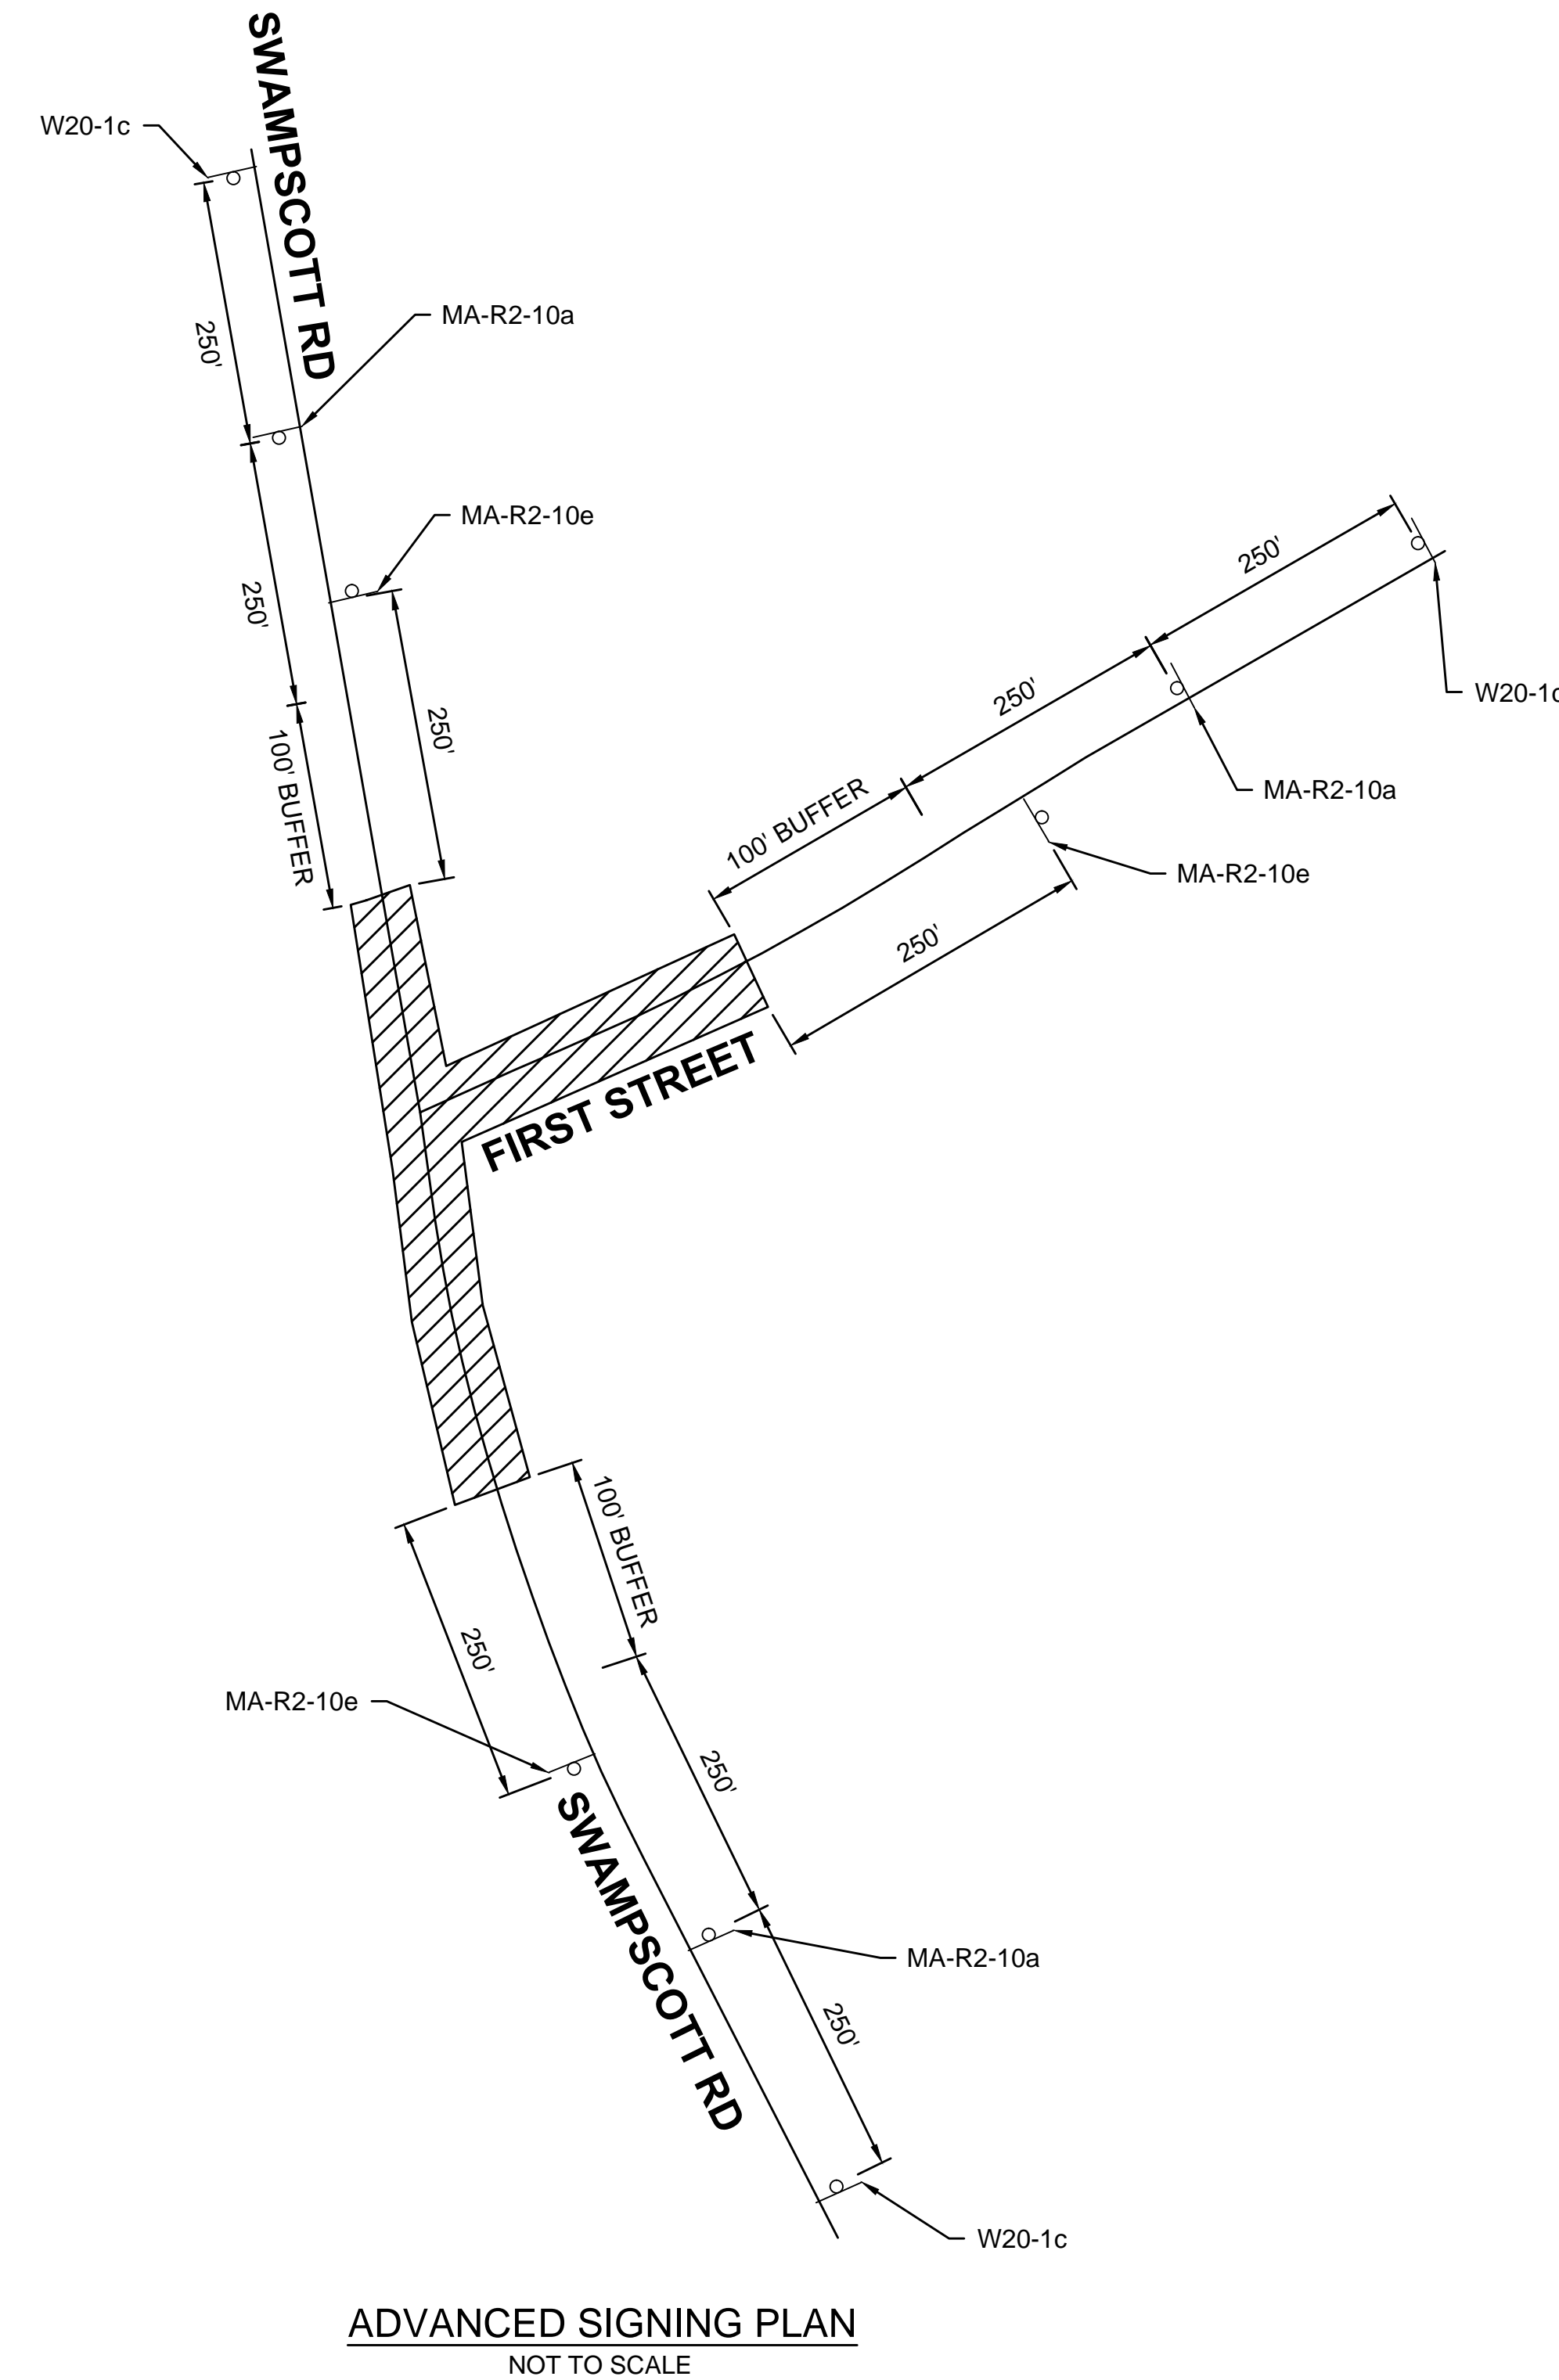 SWAMPSCOTT RD
W20-1c
250'
MA-R2-10a
MA-R2-10e
250'
250'
100' BUFFER
250'
250'
W20-1c
100' BUFFER
MA-R2-10a
MA-R2-10e
250'
FIRST STREET
100' BUFFER
250'
MA-R2-10e
250'
SWAMPSCOTT RD
MA-R2-10a
250'
W20-1c
ADVANCED SIGNING PLAN
NOT TO SCALE